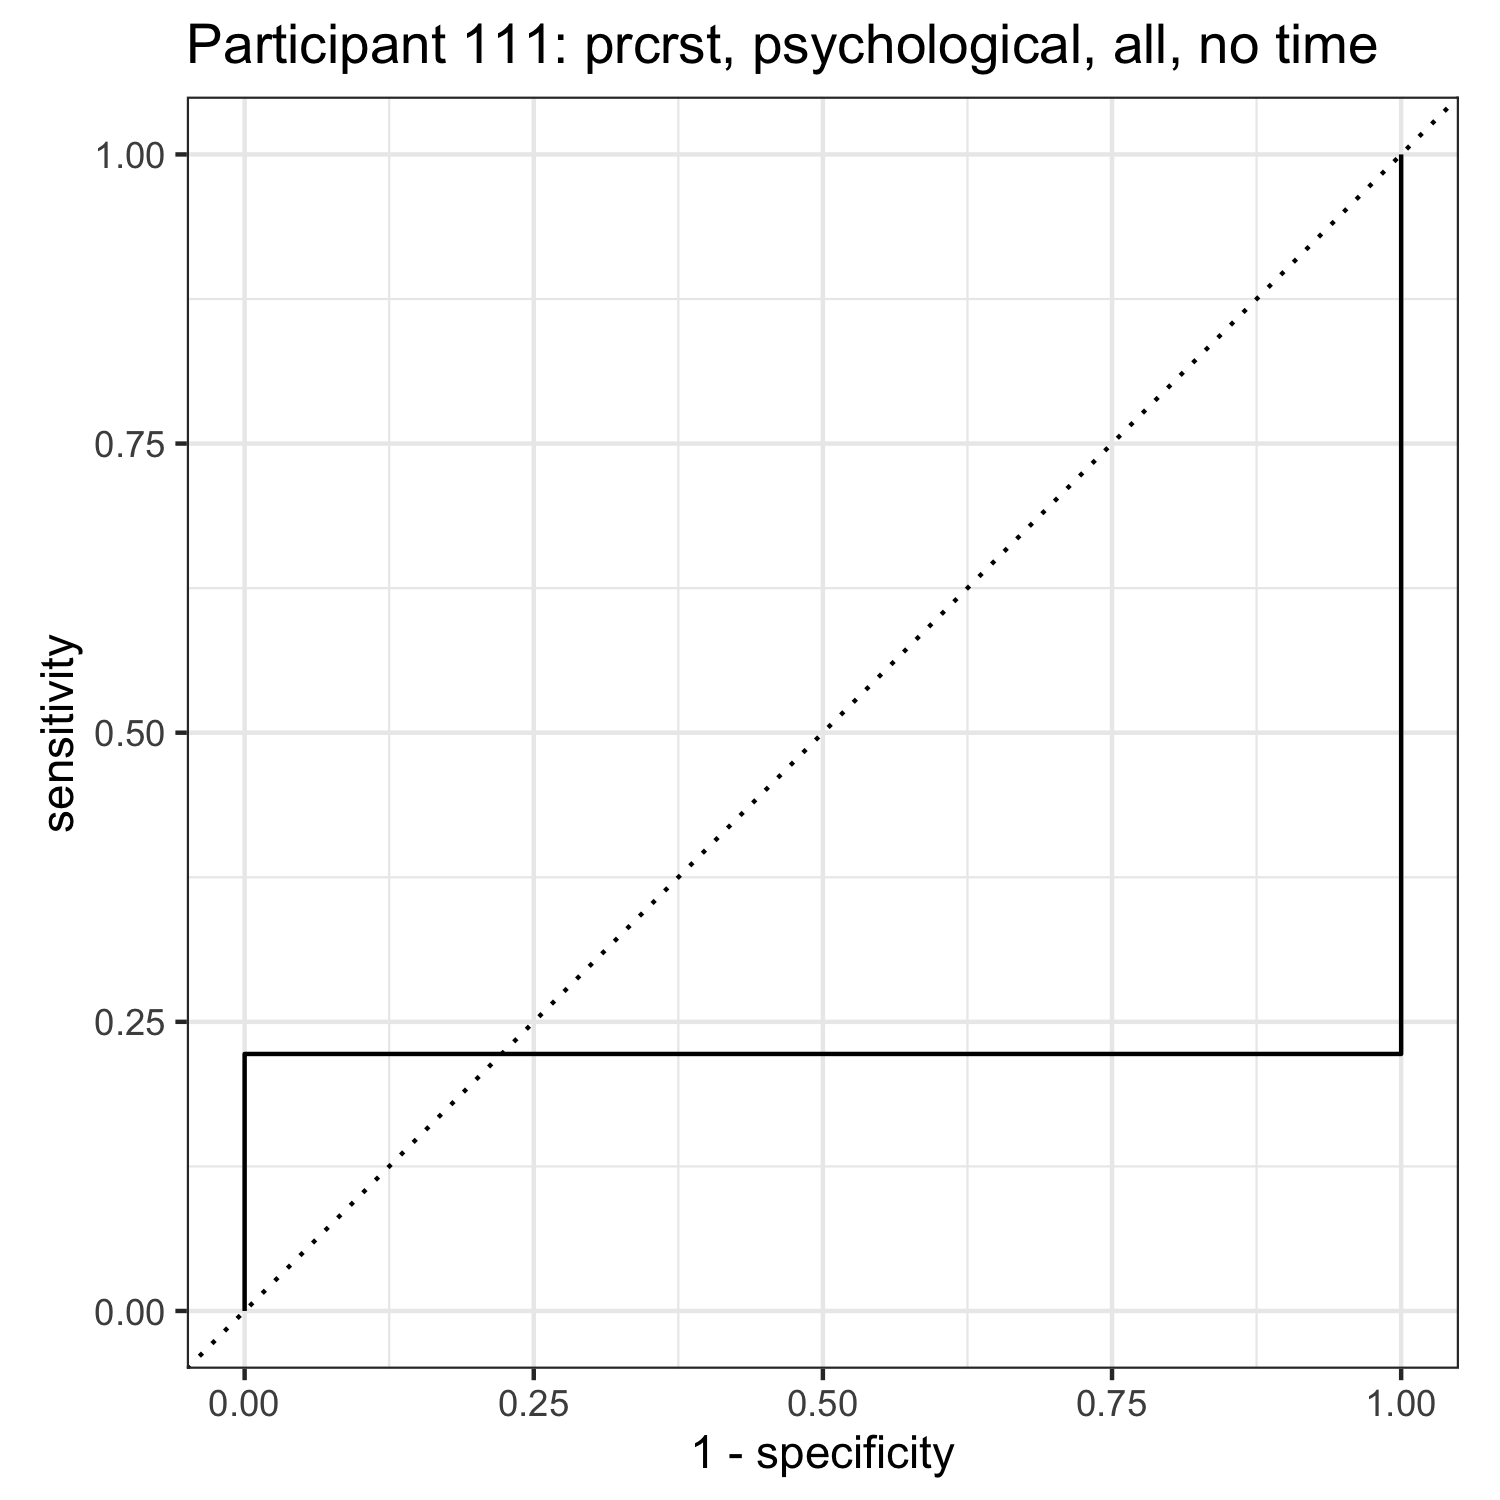 Participant 111: prcrst, psychological, all, no time
sensitivity
1.00
0.75
0.50
0.25
0.00
0.00 0.25 0.50 0.75 1.00
1 - specificity